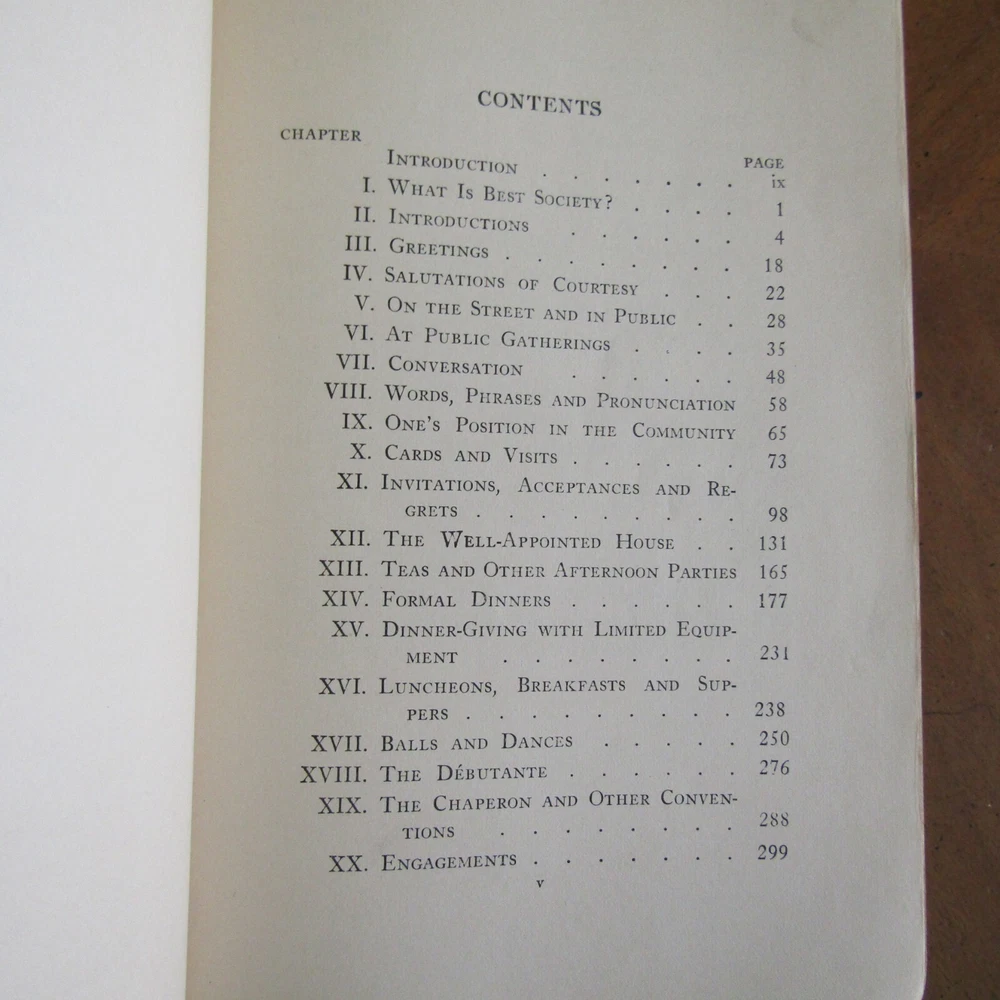 CONTENTS
CHAPTER PAGE
INTRODUCTION . . . . . . . ix
I. WHAT IS BEST SOCIETY? . . . . 1
II. INTRODUCTIONS . . . . . 4
III. GREETINGS . . . . . . . . 18
IV. SALUTATIONS OF COURTESY . . . 22
V. ON THE STREET AND IN PUBLIC . . 28
VI. AT PUBLIC GATHERINGS . . . . 35
VII. CONVERSATION . . . . . 48
VIII. WORDS, PHRASES AND PRONUNCIATION 58
IX. ONE'S POSITION IN THE COMMUNITY 65
X. CARDS AND VISITS . . . . . . 73
XI. INVITATIONS, ACCEPTANCES AND RE-
GRETS . . . . . . . . . 98
XII. THE WELL-APPOINTED HOUSE . . 131
XIII. TEAS AND OTHER AFTERNOON PARTIES 165
XIV. FORMAL DINNERS . . . . . . 177
XV. DINNER-GIVING WITH LIMITED EQUIP-
MENT . . . . . . . . 231
XVI. LUNCHEONS, BREAKFASTS AND SUP-
PERS . . . . . . . . . 238
XVII. BALLS AND DANCES . . . . . 250
XVIII. THE DÉBUTANTE . . . . . . 276
XIX. THE CHAPERON AND OTHER CONVEN-
TIONS . . . . . . . . 288
XX. ENGAGEMENTS . . . . . . . 299
v